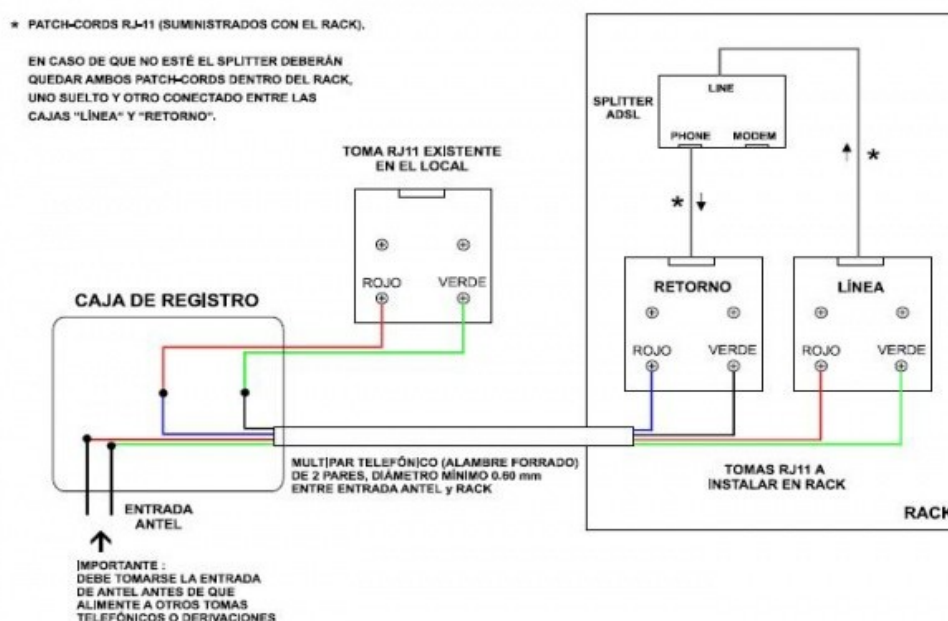 * PATCH-CORDS RJ-11 (SUMINISTRADOS CON EL RACK).
EN CASO DE QUE NO ESTÉ EL SPLITTER DEBERÁN
QUEDAR AMBOS PATCH-CORDS DENTRO DEL RACK,
UNO SUELTO Y OTRO CONECTADO ENTRE LAS
CAJAS "LÍNEA" Y "RETORNO".
TOMA RJ11 EXISTENTE
EN EL LOCAL
ROJO VERDE
CAJA DE REGISTRO
ENTRADA
ANTEL
IMPORTANTE :
DEBE TOMARSE LA ENTRADA
DE ANTEL ANTES DE QUE
ALIMENTE A OTROS TOMAS
TELEFÓNICOS O DERIVACIONES
MULTIPAR TELEFÓNICO (ALAMBRE FORRADO)
DE 2 PARES, DIÁMETRO MÍNIMO 0.60 mm
ENTRE ENTRADA ANTEL y RACK
SPLITTER
ADSL
LINE
PHONE MODEM
*
*
RETORNO
ROJO VERDE
LÍNEA
ROJO VERDE
TOMAS RJ11 A
INSTALAR EN RACK
RACK